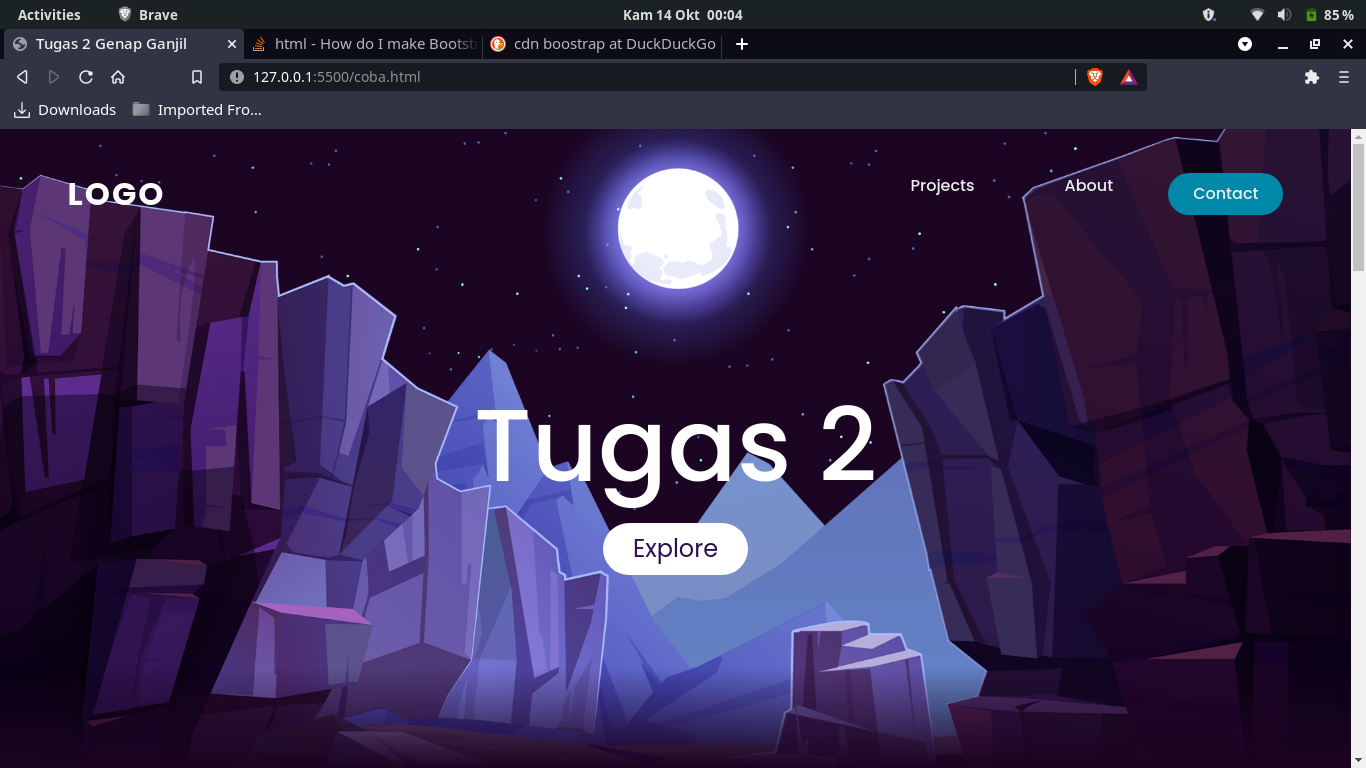 Activities Brave Kam 14 Okt 00:04 85 %
Tugas 2 Genap Ganjil html - How do I make Bootst cdn boostrap at DuckDuckGo
127.0.0.1:5500/coba.html
Downloads Imported Fro...
LOGO Projects About Contact
Tugas 2
Explore